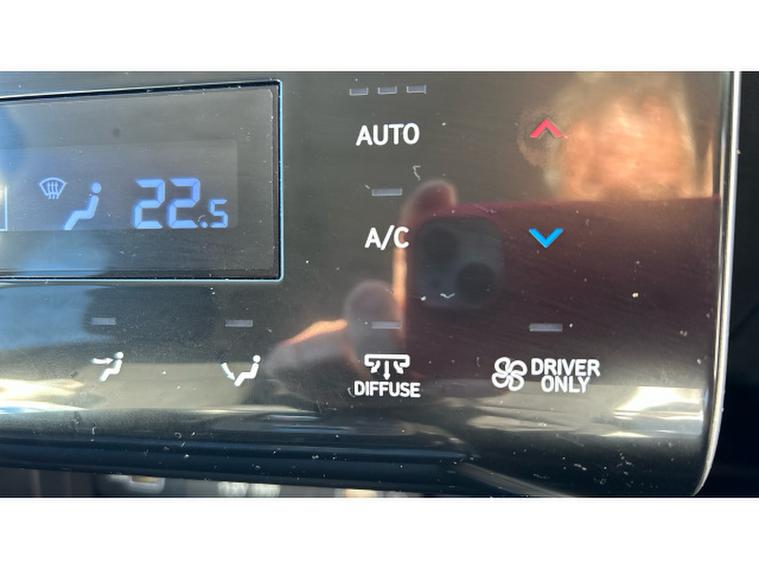 AUTO
22.5
A/C
DIFFUSE
DRIVER
ONLY